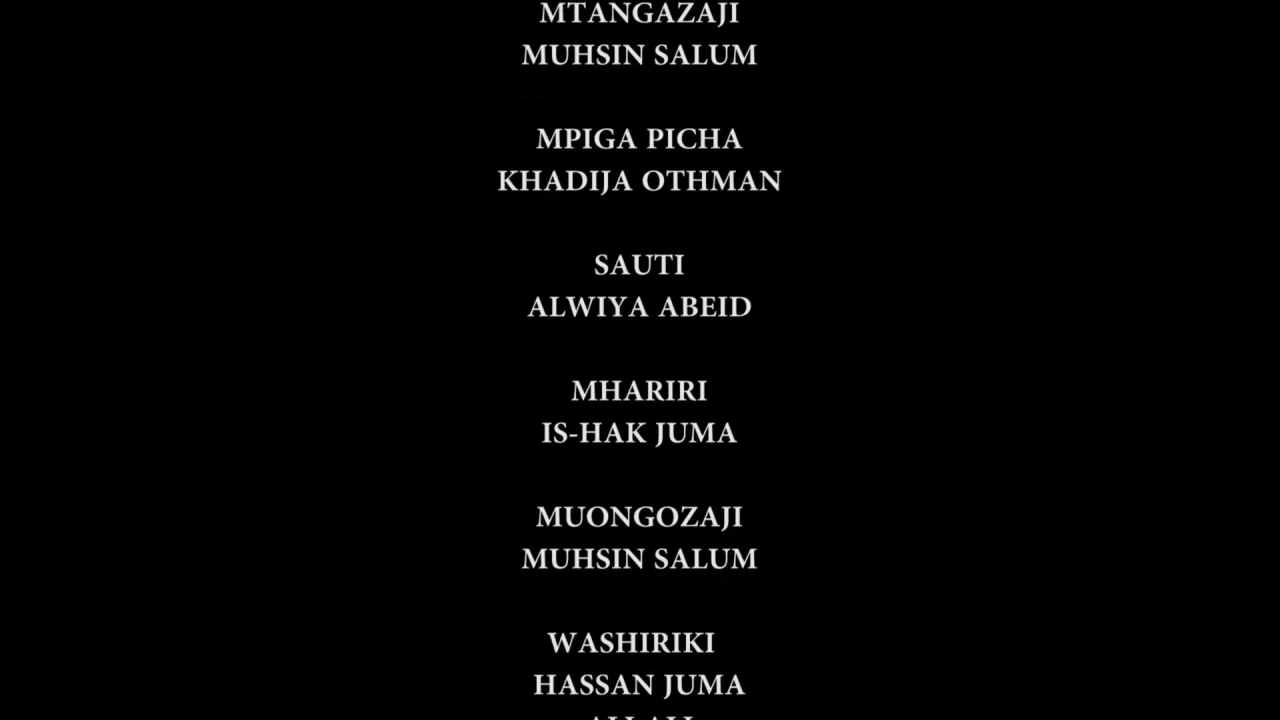 MTANGAZAJI
MUHSIN SALUM
MPIGA PICHA
KHADIJA OTHMAN
SAUTI
ALWIYA ABEID
MHARIRI
IS-HAK JUMA
MUONGOZAJI
MUHSIN SALUM
WASHIRIKI
HASSAN JUMA